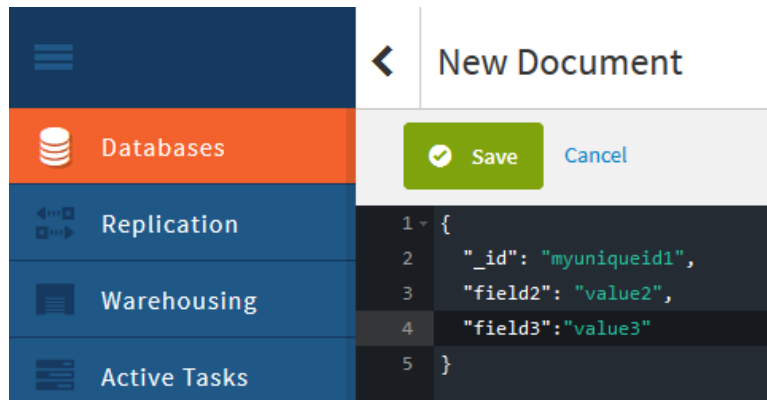 New Document
Databases
Save Cancel
Replication
1 {
2 "_id": "myuniqueid1",
Warehousing
3 "field2": "value2",
4 "field3":"value3"
Active Tasks
5 }